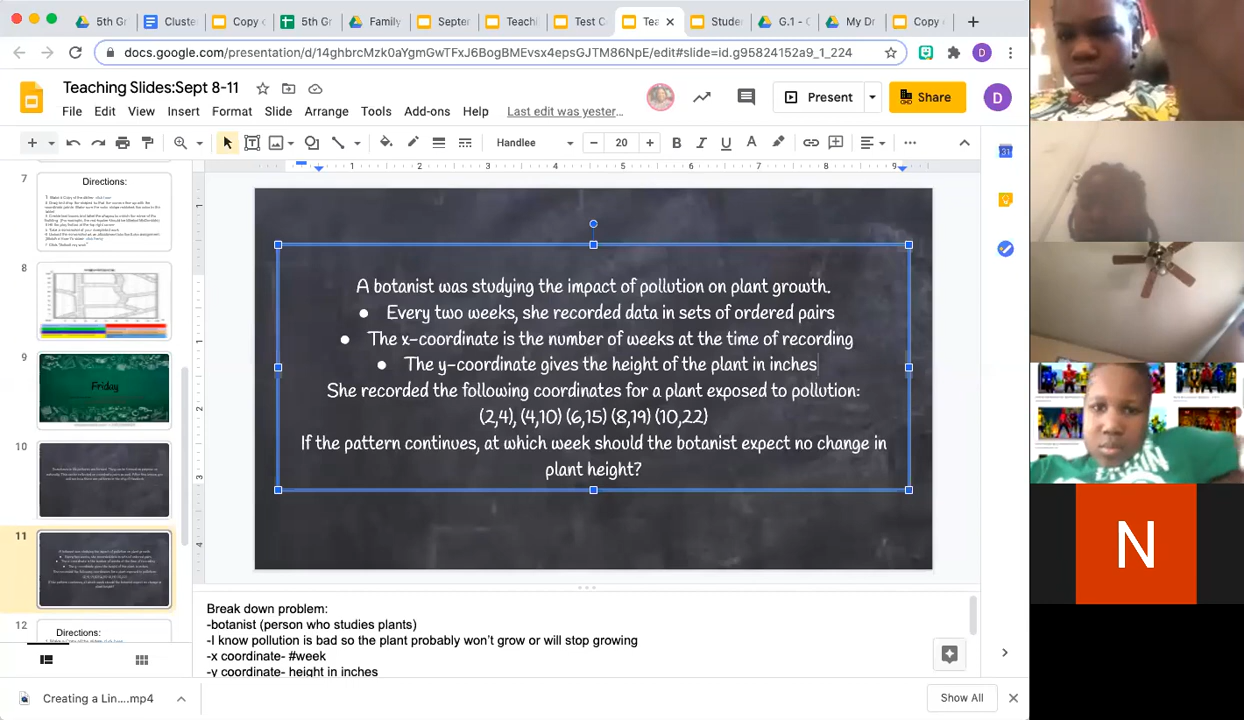 5th Gr
Cluster
Copy o
5th Gr
Family
Septer
Teachi
Test C
Tea
Stude
G.1 - C
My Dr
Copy
docs.google.com/presentation/d/14ghbrcMzk0aYgmGwTFxJ6BogBMEvsx4epsGJTM86NpE/edit#slide=id.g95824152a9_1_224
D
Teaching Slides:Sept 8-11
File Edit View Insert Format Slide Arrange Tools Add-ons Help Last edit was yester...
Present
Share
D
Handlee
20
B I U A
7
Directions:
8
9
Friday
10
11
12
Directions:
A botanist was studying the impact of pollution on plant growth.
● Every two weeks, she recorded data in sets of ordered pairs
● The x-coordinate is the number of weeks at the time of recording
● The y-coordinate gives the height of the plant in inches
She recorded the following coordinates for a plant exposed to pollution:
(2,4), (4,10) (6,15) (8,19) (10,22)
If the pattern continues, at which week should the botanist expect no change in
plant height?
Break down problem:
-botanist (person who studies plants)
-I know pollution is bad so the plant probably won't grow or will stop growing
-x coordinate- #week
-y coordinate- height in inches
Creating a Lin....mp4
Show All
N